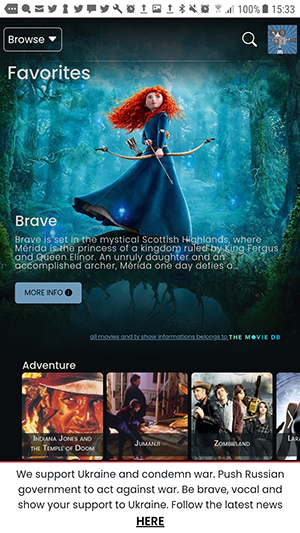 100% 15:33
Browse
Favorites
Brave
Brave is set in the mystical Scottish Highlands, where
Mérida is the princess of a kingdom ruled by King Fergus
and Queen Elinor. An unruly daughter and an
accomplished archer, Mérida one day defies a...
MORE INFO
all movies and tv show informations belongs to THE MOVIE DB
Adventure
INDIANA JONES AND
THE TEMPLE OF DOOM
JUMANJI
ZOMBIELAND
LAR
We support Ukraine and condemn war. Push Russian
government to act against war. Be brave, vocal and
show your support to Ukraine. Follow the latest news
HERE